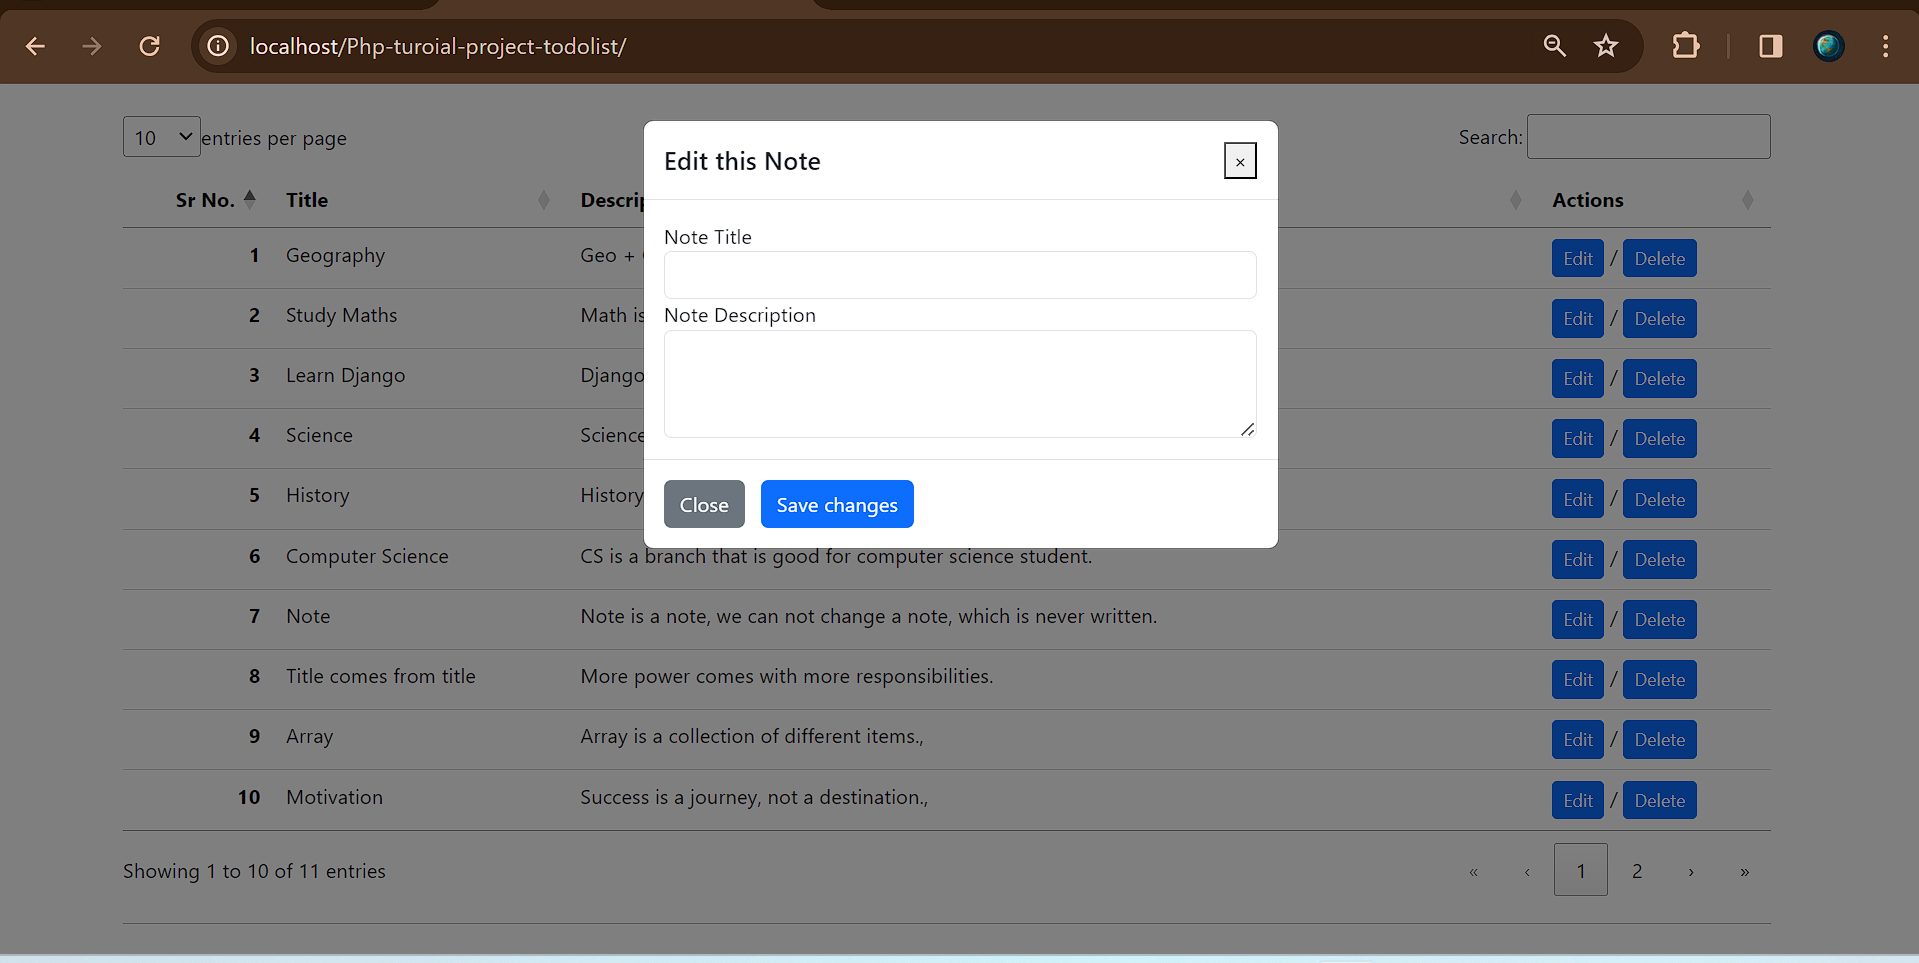 localhost/Php-turoial-project-todolist/
10 entries per page
Search:
Edit this Note
×
Sr No. Title Descrip Actions
Note Title
1 Geography Geo + Edit / Delete
Note Description
2 Study Maths Math is Edit / Delete
3 Learn Django Django Edit / Delete
4 Science Science Edit / Delete
5 History History Edit / Delete
Close Save changes
6 Computer Science CS is a branch that is good for computer science student. Edit / Delete
7 Note Note is a note, we can not change a note, which is never written. Edit / Delete
8 Title comes from title More power comes with more responsibilities. Edit / Delete
9 Array Array is a collection of different items., Edit / Delete
10 Motivation Success is a journey, not a destination., Edit / Delete
Showing 1 to 10 of 11 entries
« ‹ 1 2 › »